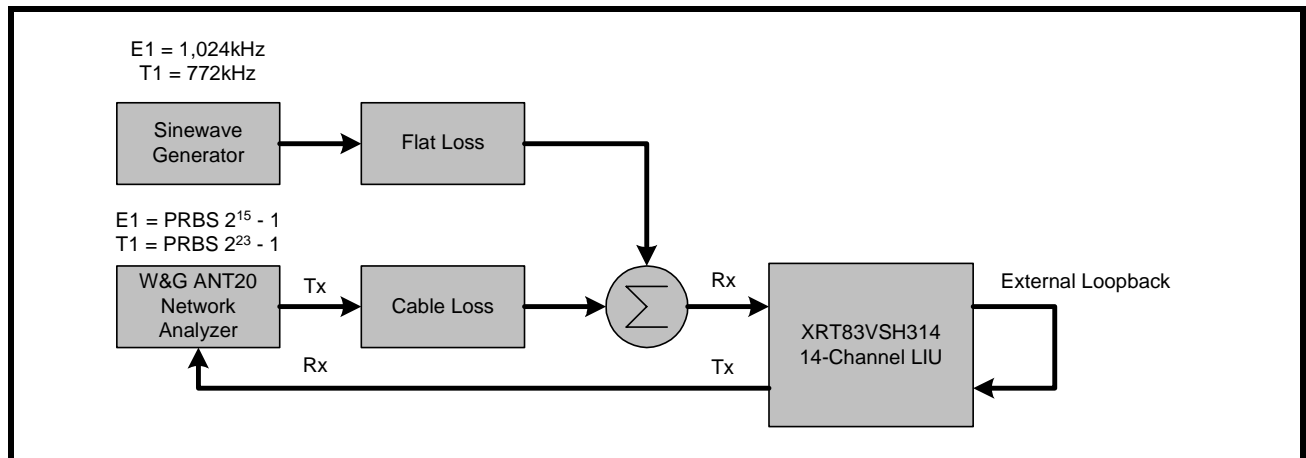 E1 = 1,024kHz
T1 = 772kHz
Sinewave
Generator
Flat Loss
E1 = PRBS 2¹⁵ - 1
T1 = PRBS 2²³ - 1
W&G ANT20
Network
Analyzer
Tx
Cable Loss
Rx
External Loopback
XRT83VSH314
14-Channel LIU
Rx
Tx